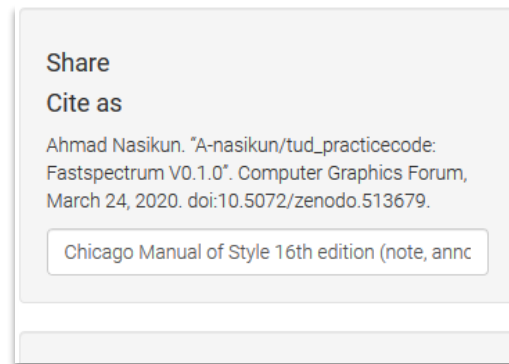 Share
Cite as
Ahmad Nasikun. “A-nasikun/tud_practicecode:
Fastspectrum V0.1.0”. Computer Graphics Forum,
March 24, 2020. doi:10.5072/zenodo.513679.
Chicago Manual of Style 16th edition (note, annc